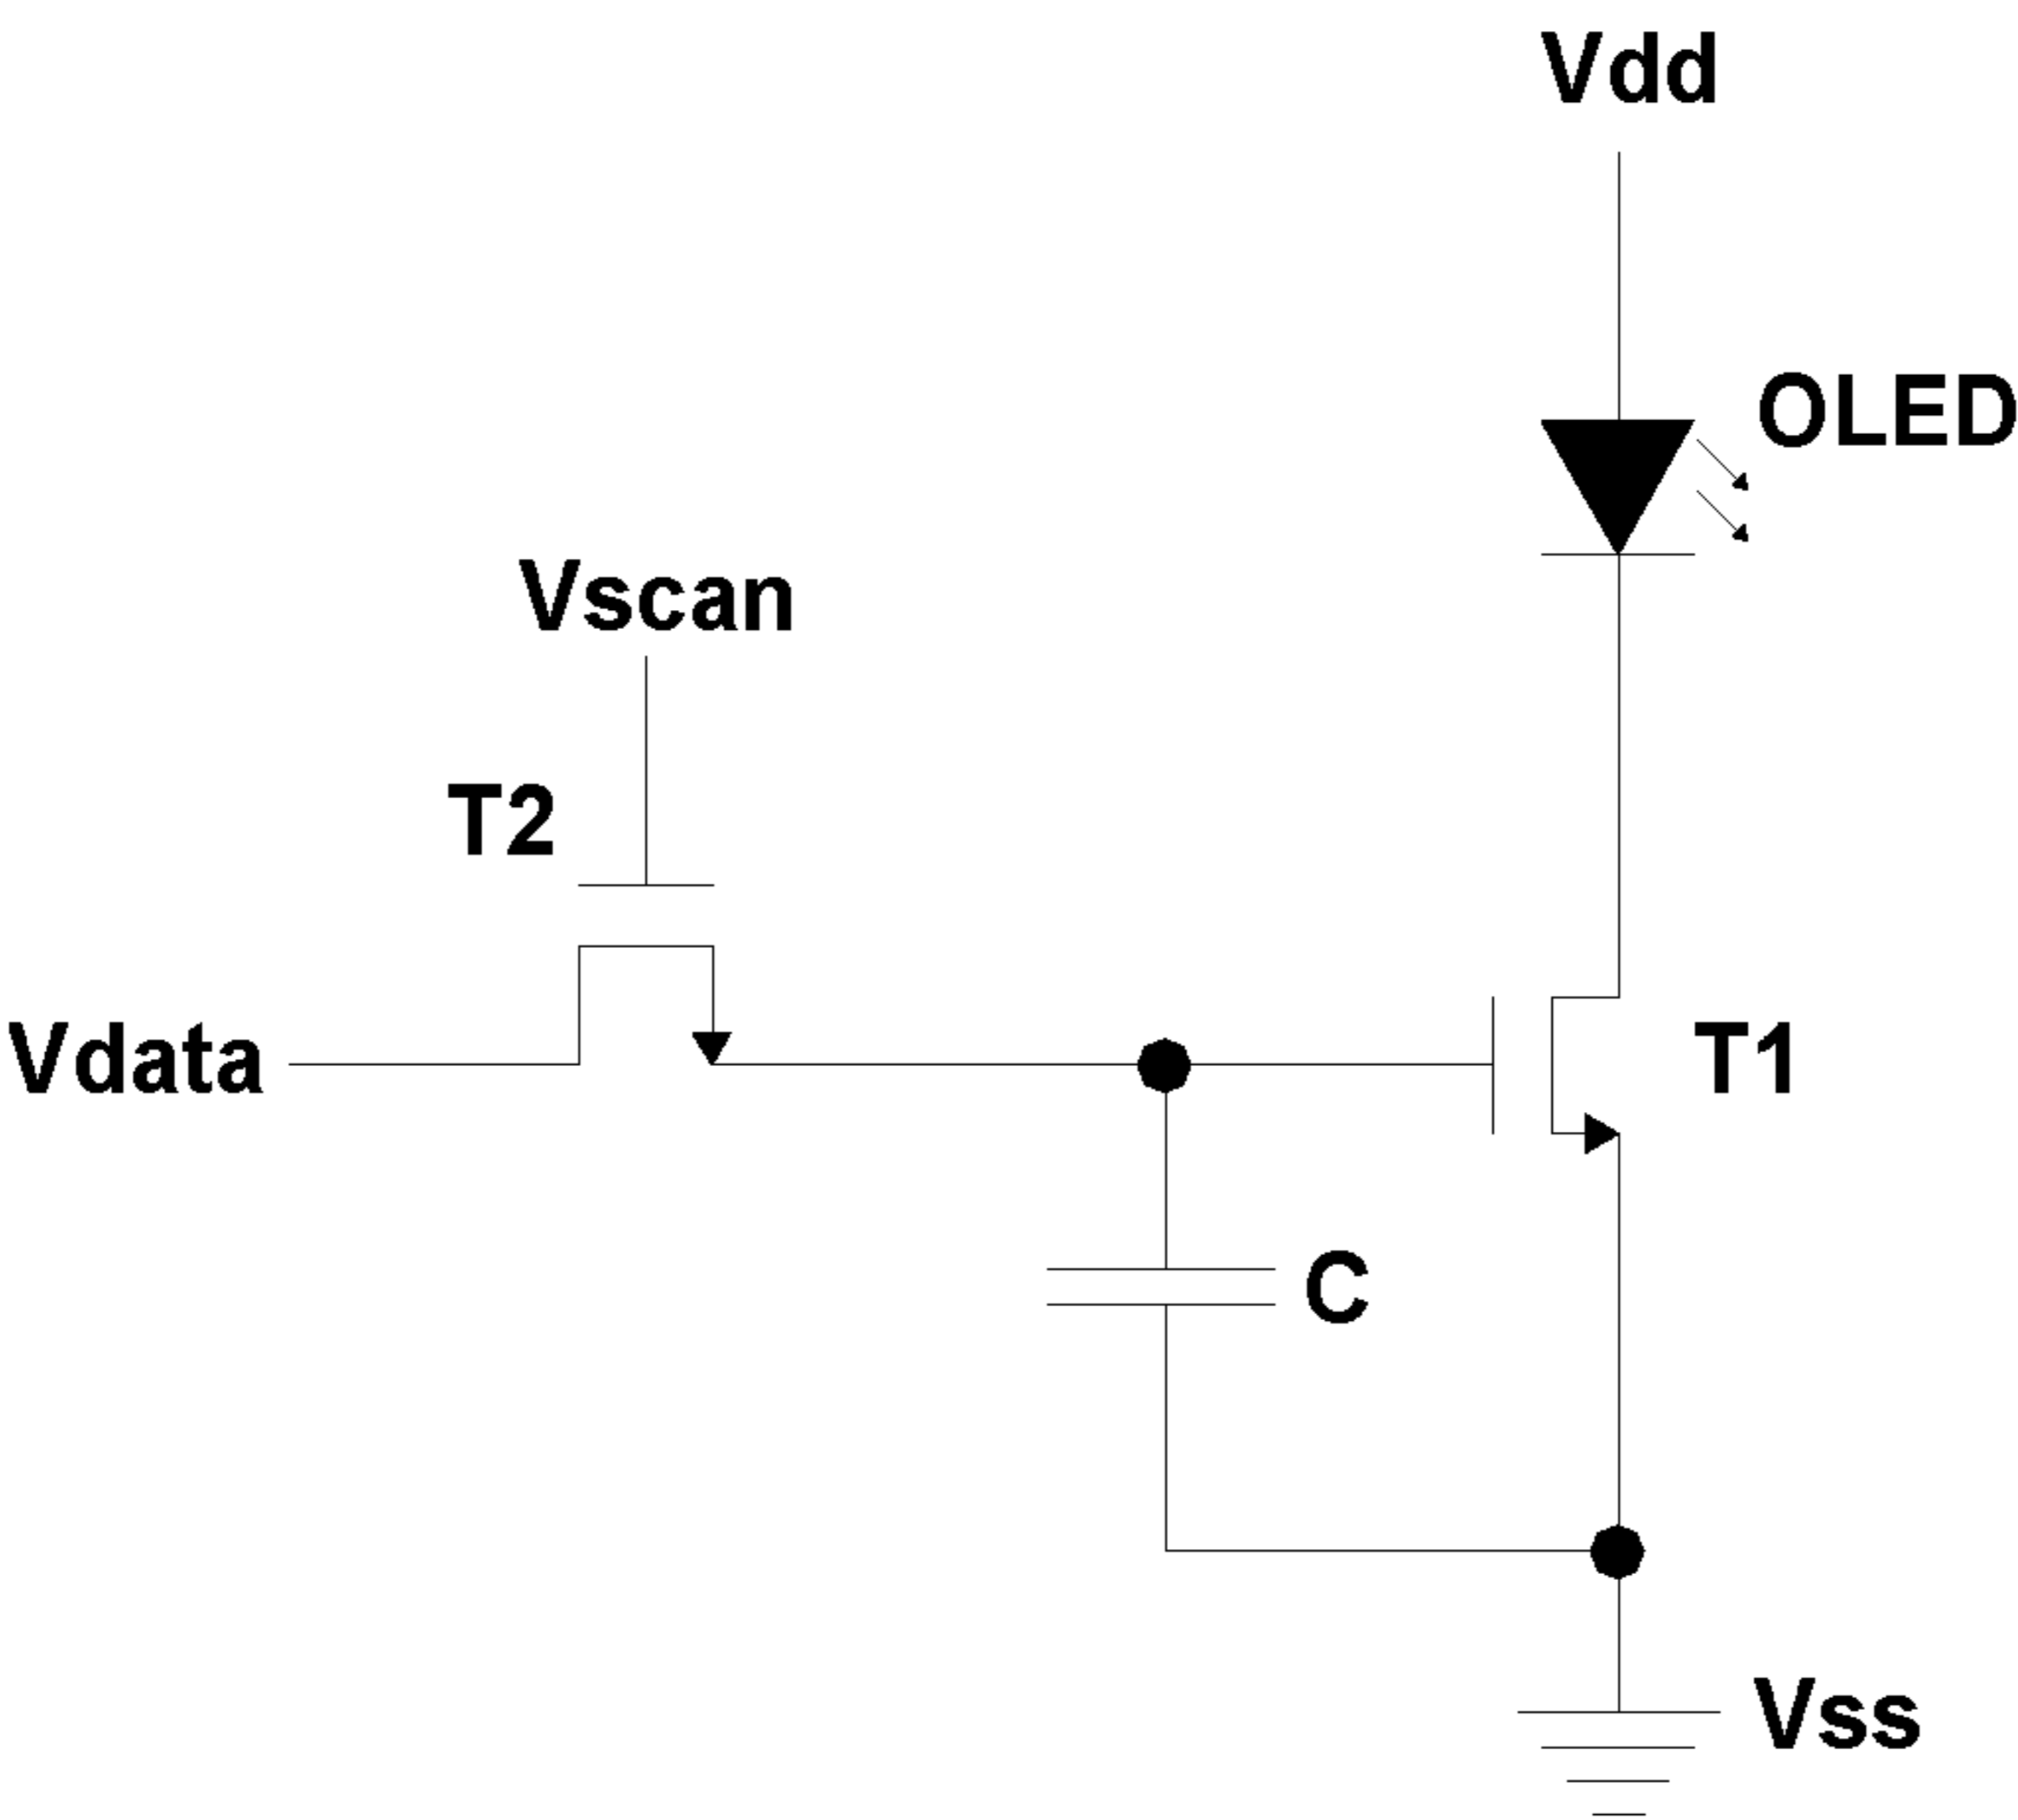 Vdd
OLED
Vscan
T2
Vdata
T1
C
Vss